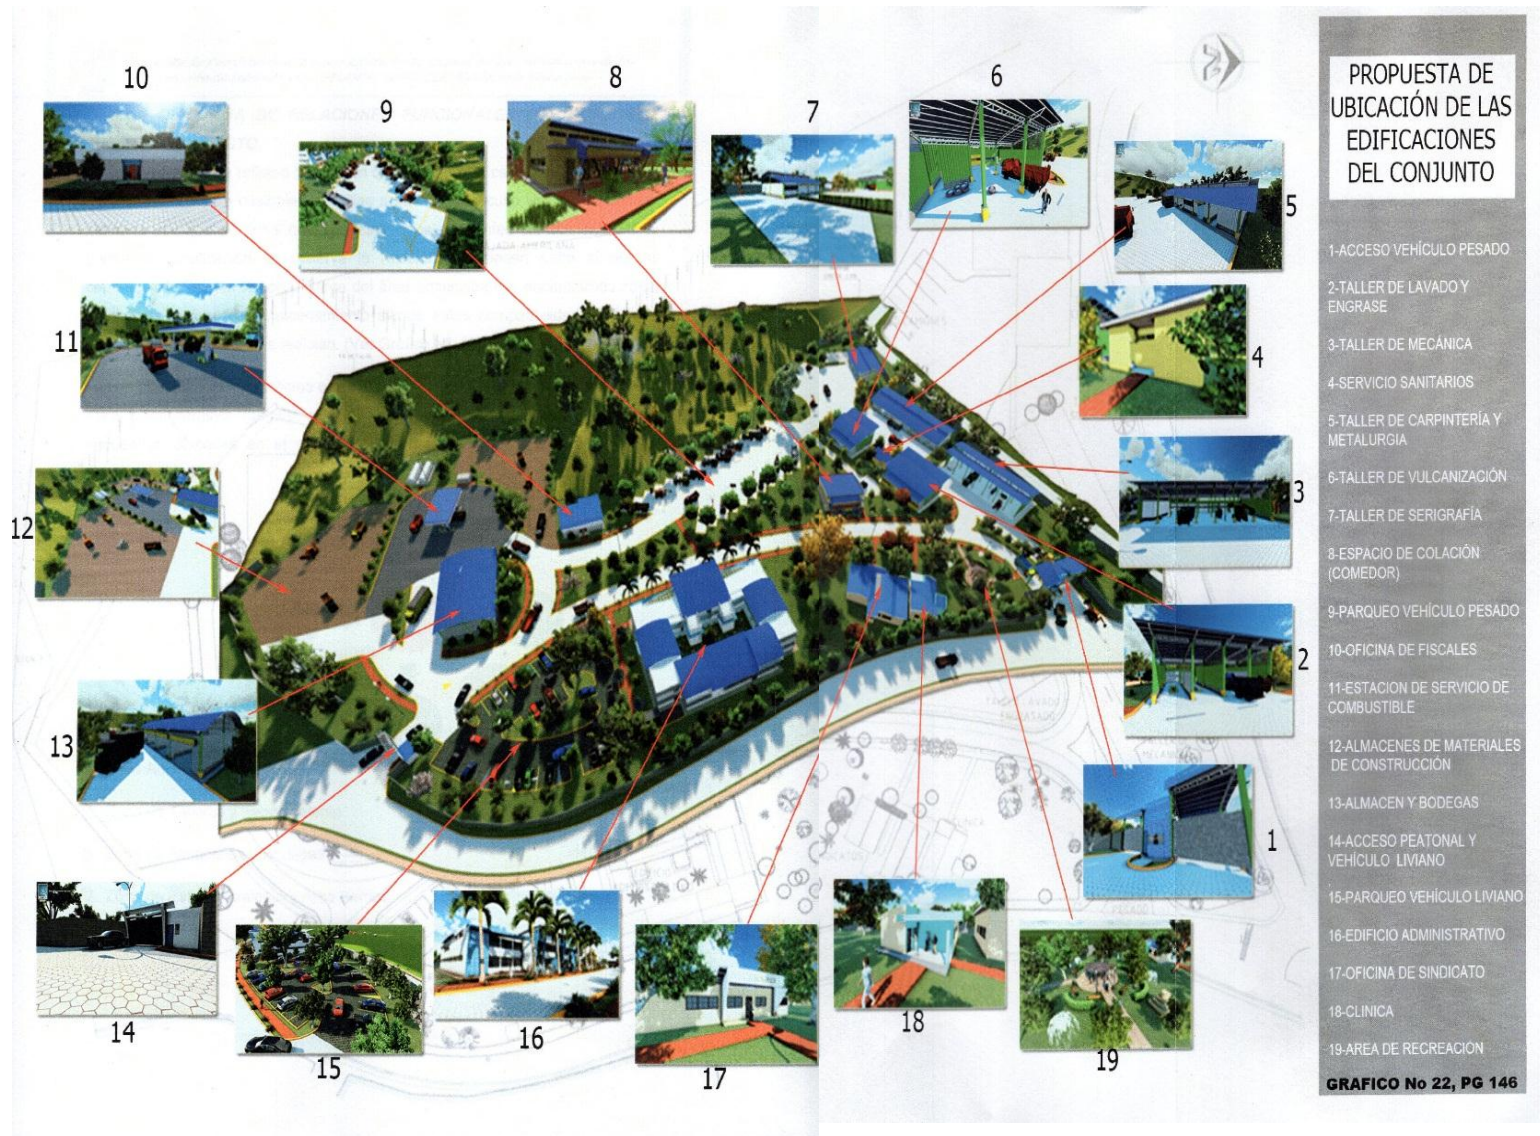 10
9
8
7
6
5
11
4
12
3
2
13
1
14
15
16
17
18
19
PROPUESTA DE
UBICACIÓN DE LAS
EDIFICACIONES
DEL CONJUNTO
1-ACCESO VEHÍCULO PESADO
2-TALLER DE LAVADO Y
ENGRASE
3-TALLER DE MECÁNICA
4-SERVICIO SANITARIOS
5-TALLER DE CARPINTERÍA Y
METALURGIA
6-TALLER DE VULCANIZACIÓN
7-TALLER DE SERIGRAFÍA
8-ESPACIO DE COLACIÓN
(COMEDOR)
9-PARQUEO VEHÍCULO PESADO
10-OFICINA DE FISCALES
11-ESTACION DE SERVICIO DE
COMBUSTIBLE
12-ALMACENES DE MATERIALES
DE CONSTRUCCIÓN
13-ALMACEN Y BODEGAS
14-ACCESO PEATONAL Y
VEHÍCULO LIVIANO
15-PARQUEO VEHÍCULO LIVIANO
16-EDIFICIO ADMINISTRATIVO
17-OFICINA DE SINDICATO
18-CLINICA
19-AREA DE RECREACIÓN
GRAFICO No 22, PG 146